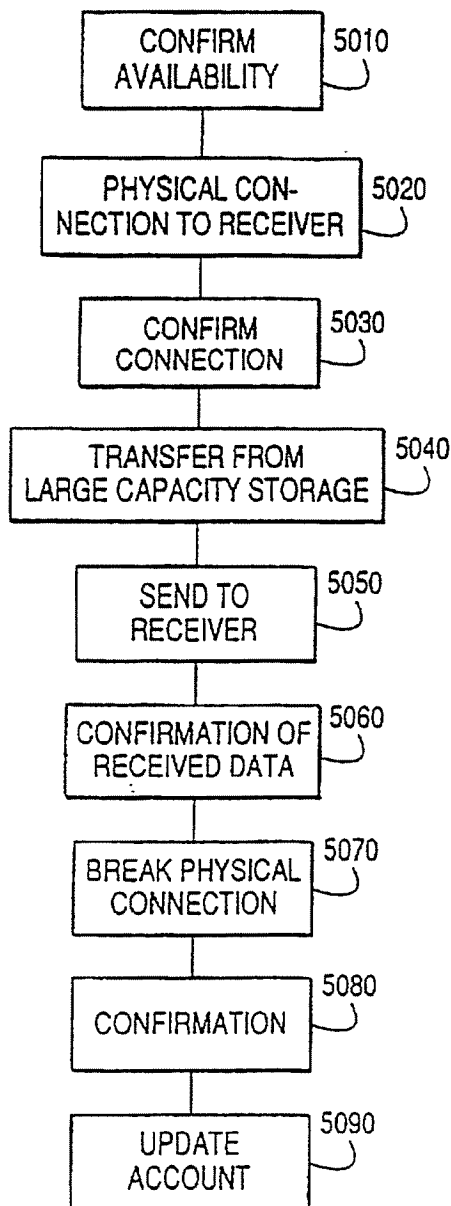 CONFIRM
AVAILABILITY
5010
PHYSICAL CON-
NECTION TO RECEIVER
5020
CONFIRM
CONNECTION
5030
TRANSFER FROM
LARGE CAPACITY STORAGE
5040
SEND TO
RECEIVER
5050
CONFIRMATION OF
RECEIVED DATA
5060
BREAK PHYSICAL
CONNECTION
5070
CONFIRMATION
5080
UPDATE
ACCOUNT
5090